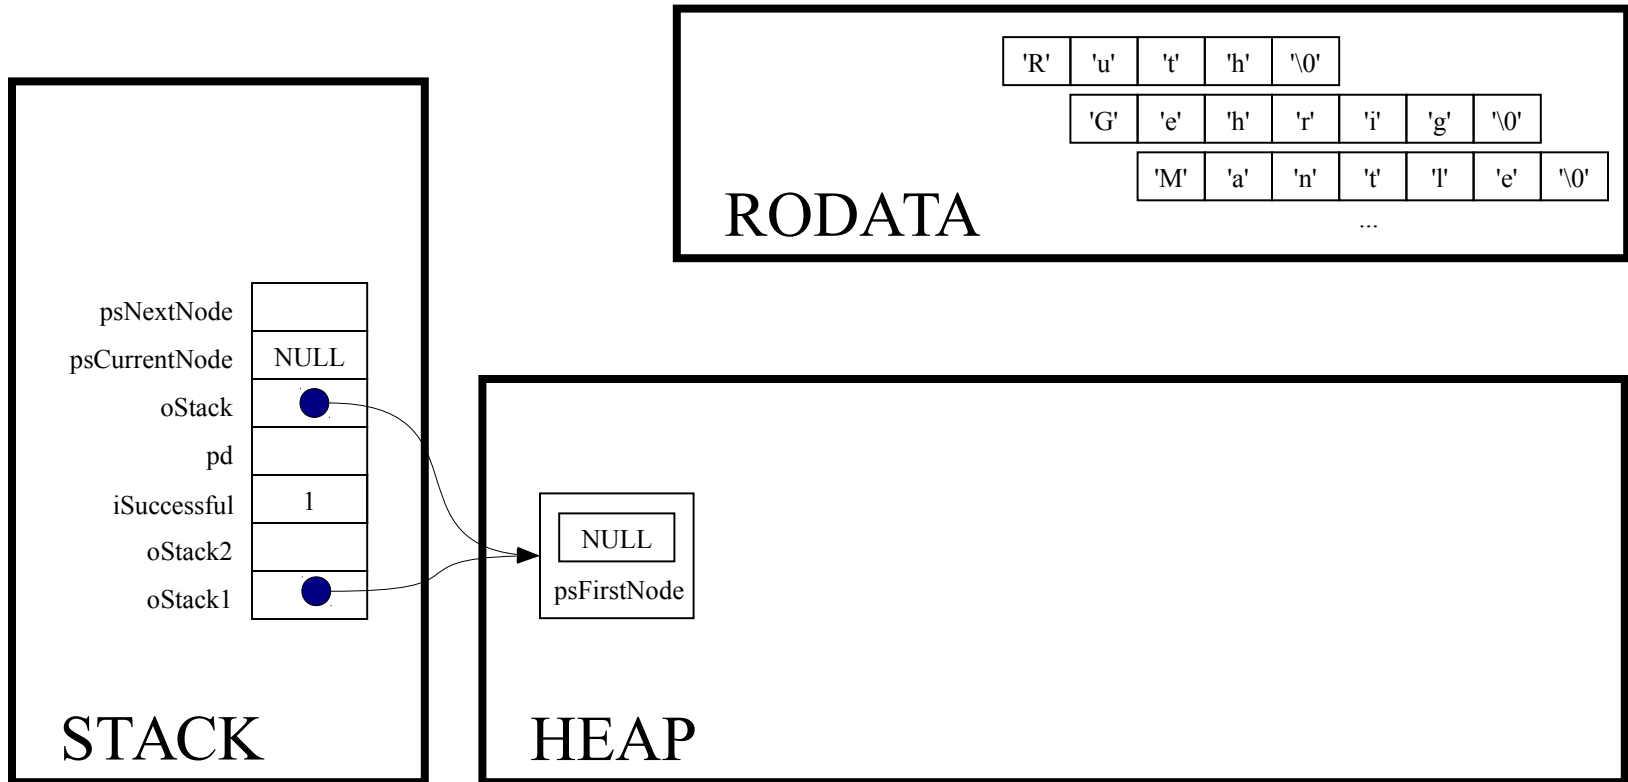 'R' 'u' 't' 'h' '\0'
'G' 'e' 'h' 'r' 'i' 'g' '\0'
'M' 'a' 'n' 't' 'l' 'e' '\0'
...
RODATA
psNextNode
psCurrentNode NULL
oStack
pd
iSuccessful 1
oStack2
oStack1
STACK
NULL
psFirstNode
HEAP